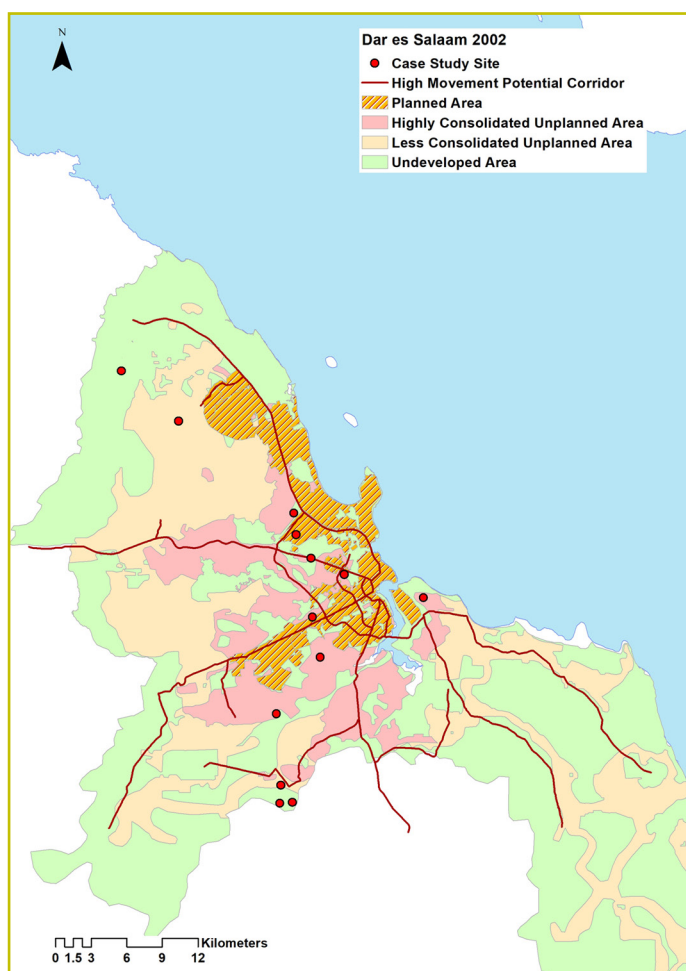 N
Dar es Salaam 2002
Case Study Site
High Movement Potential Corridor
Planned Area
Highly Consolidated Unplanned Area
Less Consolidated Unplanned Area
Undeveloped Area
Kilometers
0 1.5 3 6 9 12